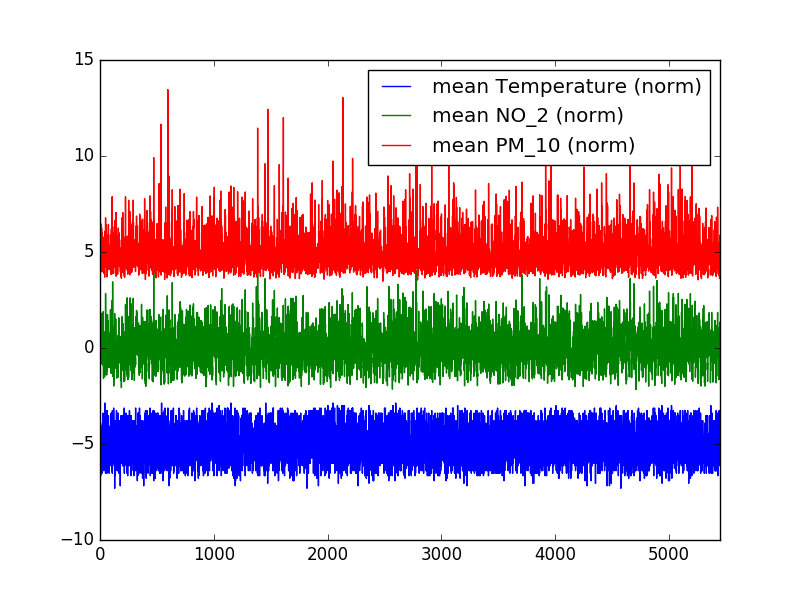 15
mean Temperature (norm)
mean NO_2 (norm)
mean PM_10 (norm)
10
5
0
−5
−10
0 1000 2000 3000 4000 5000